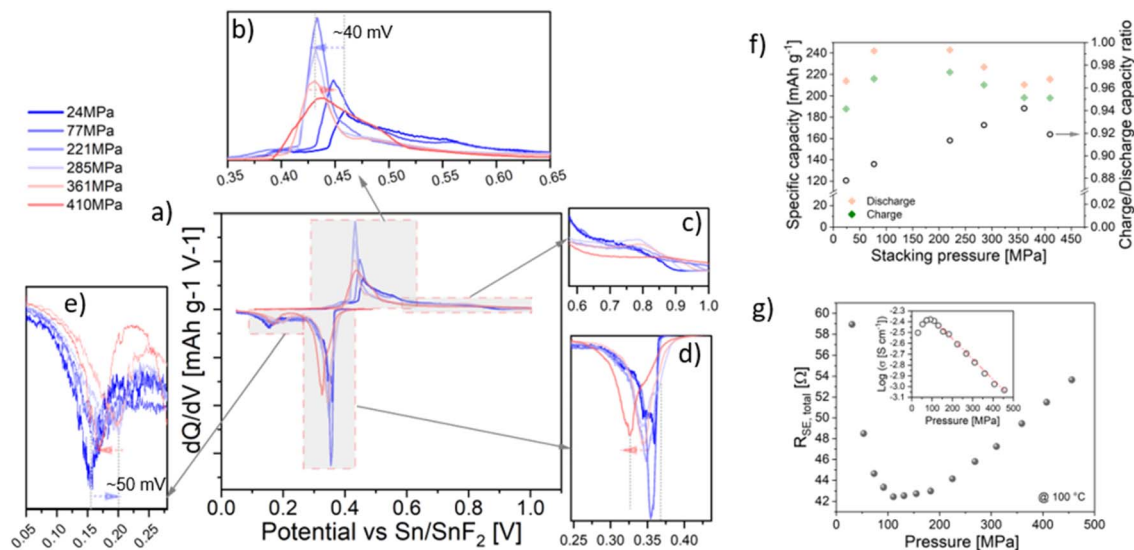 b)
~40 mV
0.35 0.40 0.45 0.50 0.55 0.60 0.65
24MPa
77MPa
221MPa
285MPa
361MPa
410MPa
a)
dQ/dV [mAh g-1 V-1]
0.0 0.2 0.4 0.6 0.8 1.0
Potential vs Sn/SnF2 [V]
c)
0.6 0.7 0.8 0.9 1.0
e)
~50 mV
0.05 0.10 0.15 0.20 0.25
d)
0.25 0.30 0.35 0.40
f)
Specific capacity [mAh g-1]
240
220
200
180
160
140
120
20
0
Discharge
Charge
0 50 100 150 200 250 300 350 400 450
Stacking pressure [MPa]
1.00
0.98
0.96
0.94
0.92
0.90
0.88
0.01
0.00
Charge/Discharge capacity ratio
g)
RSE, total [Ω]
60
58
56
54
52
50
48
46
44
42
Log (σ [S cm-1])
-2.3
-2.4
-2.5
-2.6
-2.7
-2.8
-2.9
-3.0
-3.1
0 100 200 300 400 500
Pressure [MPa]
@ 100 °C
0 100 200 300 400 500
Pressure [MPa]